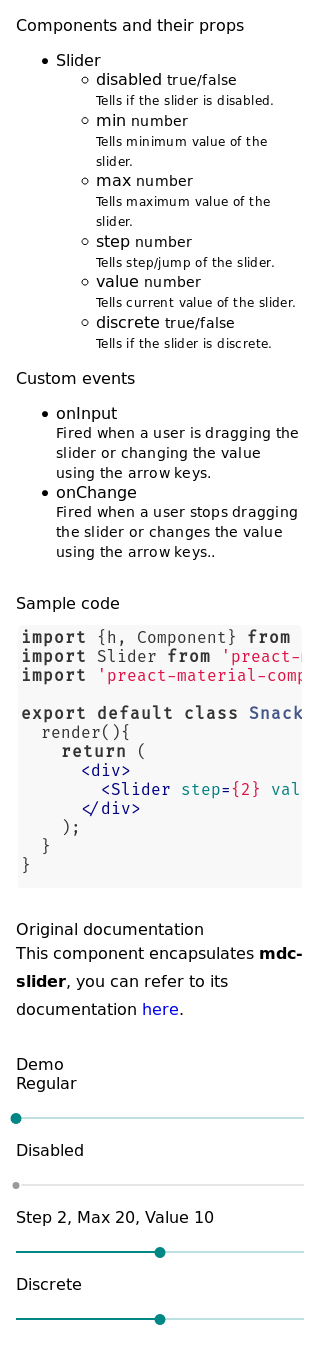 Components and their props
Slider
disabled true/false
Tells if the slider is disabled.
min number
Tells minimum value of the
slider.
max number
Tells maximum value of the
slider.
step number
Tells step/jump of the slider.
value number
Tells current value of the slider.
discrete true/false
Tells if the slider is discrete.
Custom events
onInput
Fired when a user is dragging the
slider or changing the value
using the arrow keys.
onChange
Fired when a user stops dragging
the slider or changes the value
using the arrow keys..
Sample code
import {h, Component} from
import Slider from 'preact-
import 'preact-material-comp
export default class Snack
render(){
return (
<div>
<Slider step={2} val
</div>
);
}
}
Original documentation
This component encapsulates mdc-
slider, you can refer to its
documentation here.
Demo
Regular
Disabled
Step 2, Max 20, Value 10
Discrete